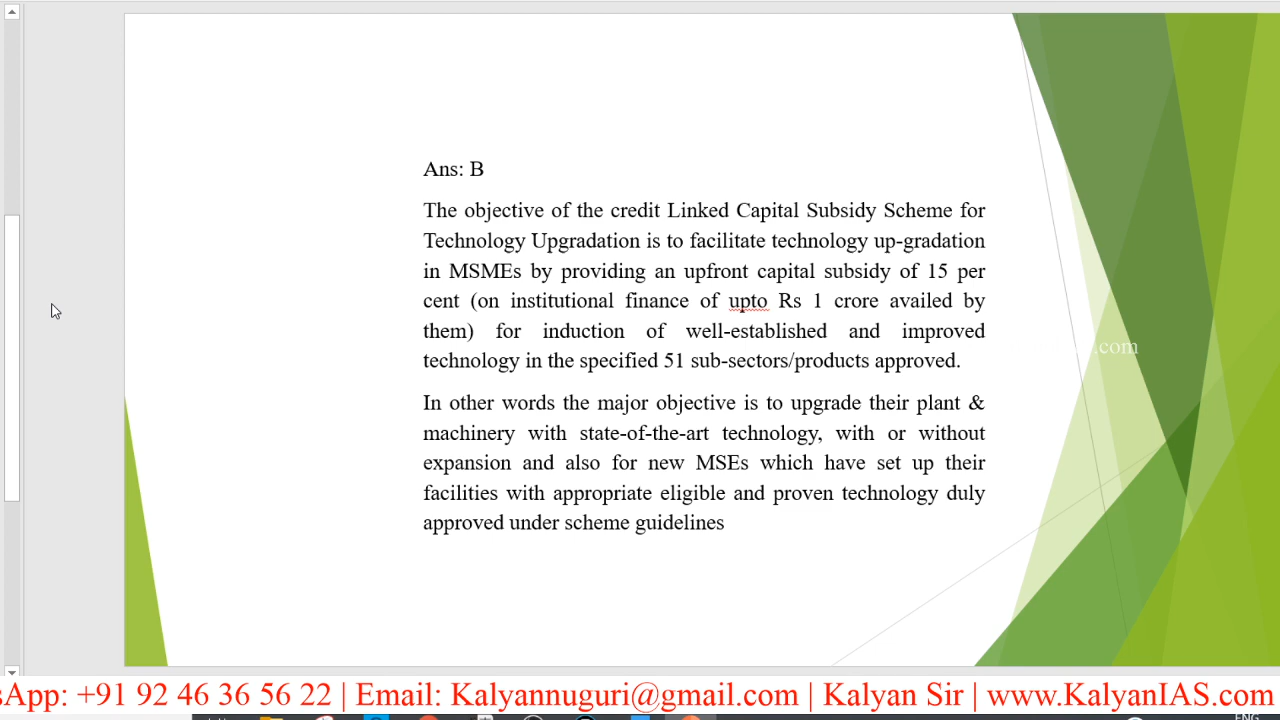 Ans: B
The objective of the credit Linked Capital Subsidy Scheme for
Technology Upgradation is to facilitate technology up-gradation
in MSMEs by providing an upfront capital subsidy of 15 per
cent (on institutional finance of upto Rs 1 crore availed by
them) for induction of well-established and improved
technology in the specified 51 sub-sectors/products approved.
.com
In other words the major objective is to upgrade their plant &
machinery with state-of-the-art technology, with or without
expansion and also for new MSEs which have set up their
facilities with appropriate eligible and proven technology duly
approved under scheme guidelines
sApp: +91 92 46 36 56 22 | Email: Kalyannuguri@gmail.com | Kalyan Sir | www.KalyanIAS.com
ENG